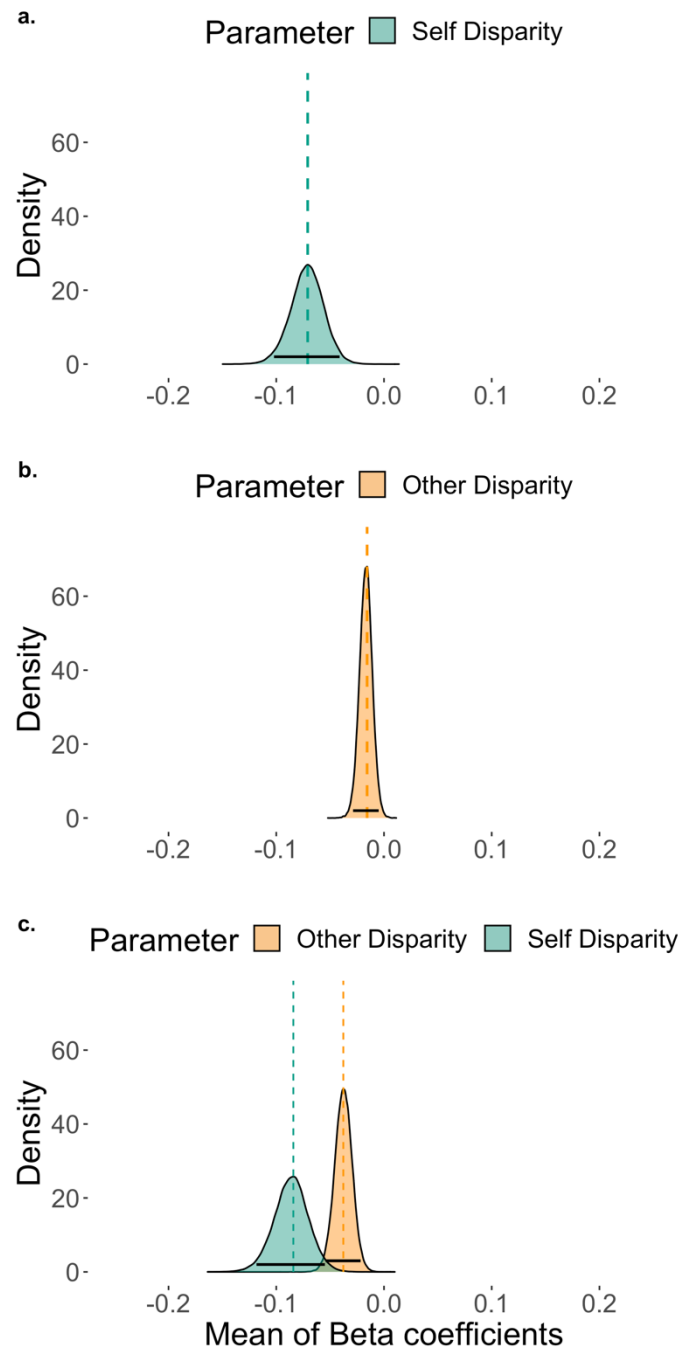 a.
Parameter Self Disparity
60
40
20
0
Density
-0.2 -0.1 0.0 0.1 0.2
b.
Parameter Other Disparity
60
40
20
0
Density
-0.2 -0.1 0.0 0.1 0.2
c.
Parameter Other Disparity Self Disparity
60
40
20
0
Density
-0.2 -0.1 0.0 0.1 0.2
Mean of Beta coefficients